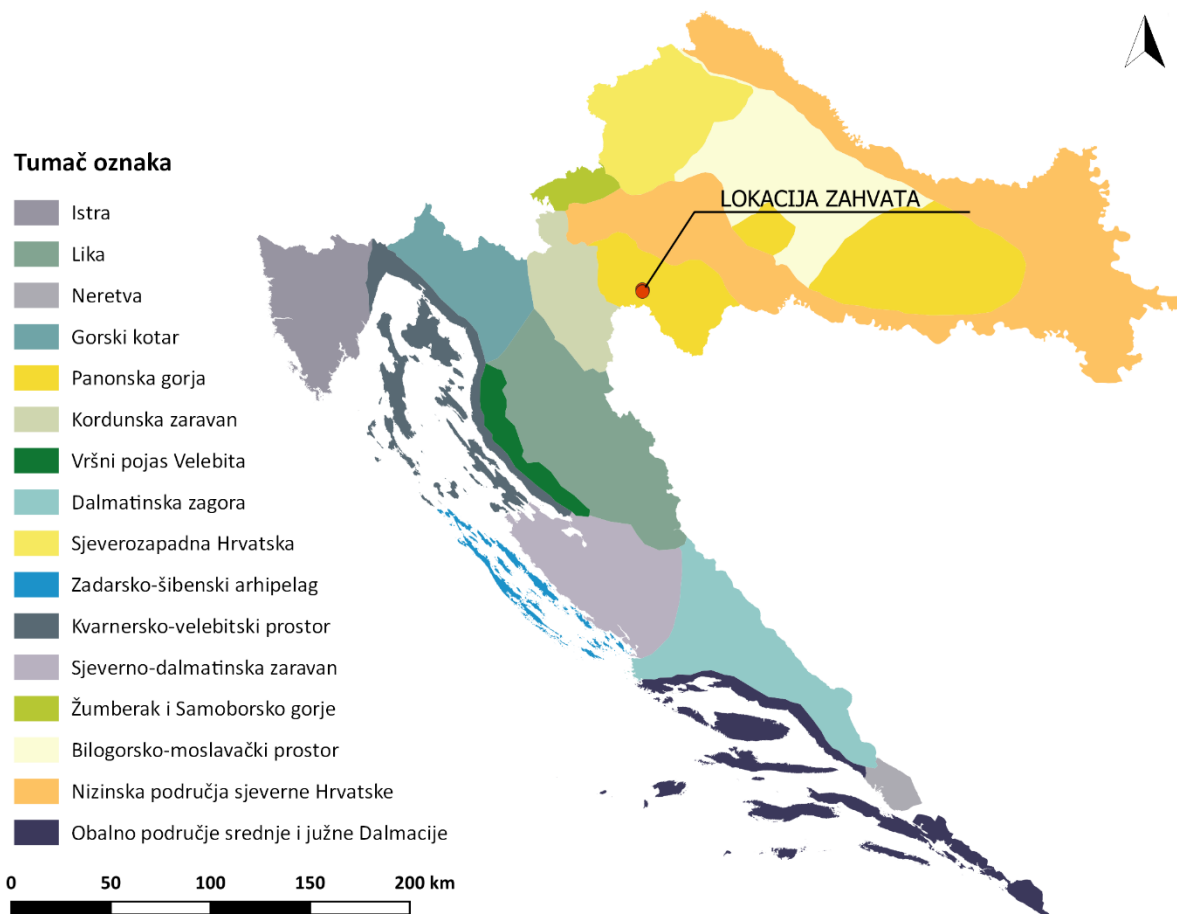 LOKACIJA ZAHVATA
Tumač oznaka
Istra
Lika
Neretva
Gorski kotar
Panonska gorja
Kordunska zaravan
Vršni pojas Velebita
Dalmatinska zagora
Sjeverozapadna Hrvatska
Zadarsko-šibenski arhipelag
Kvarnersko-velebitski prostor
Sjeverno-dalmatinska zaravan
Žumberak i Samoborsko gorje
Bilogorsko-moslavački prostor
Nizinska područja sjeverne Hrvatske
Obalno područje srednje i južne Dalmacije
0 50 100 150 200 km